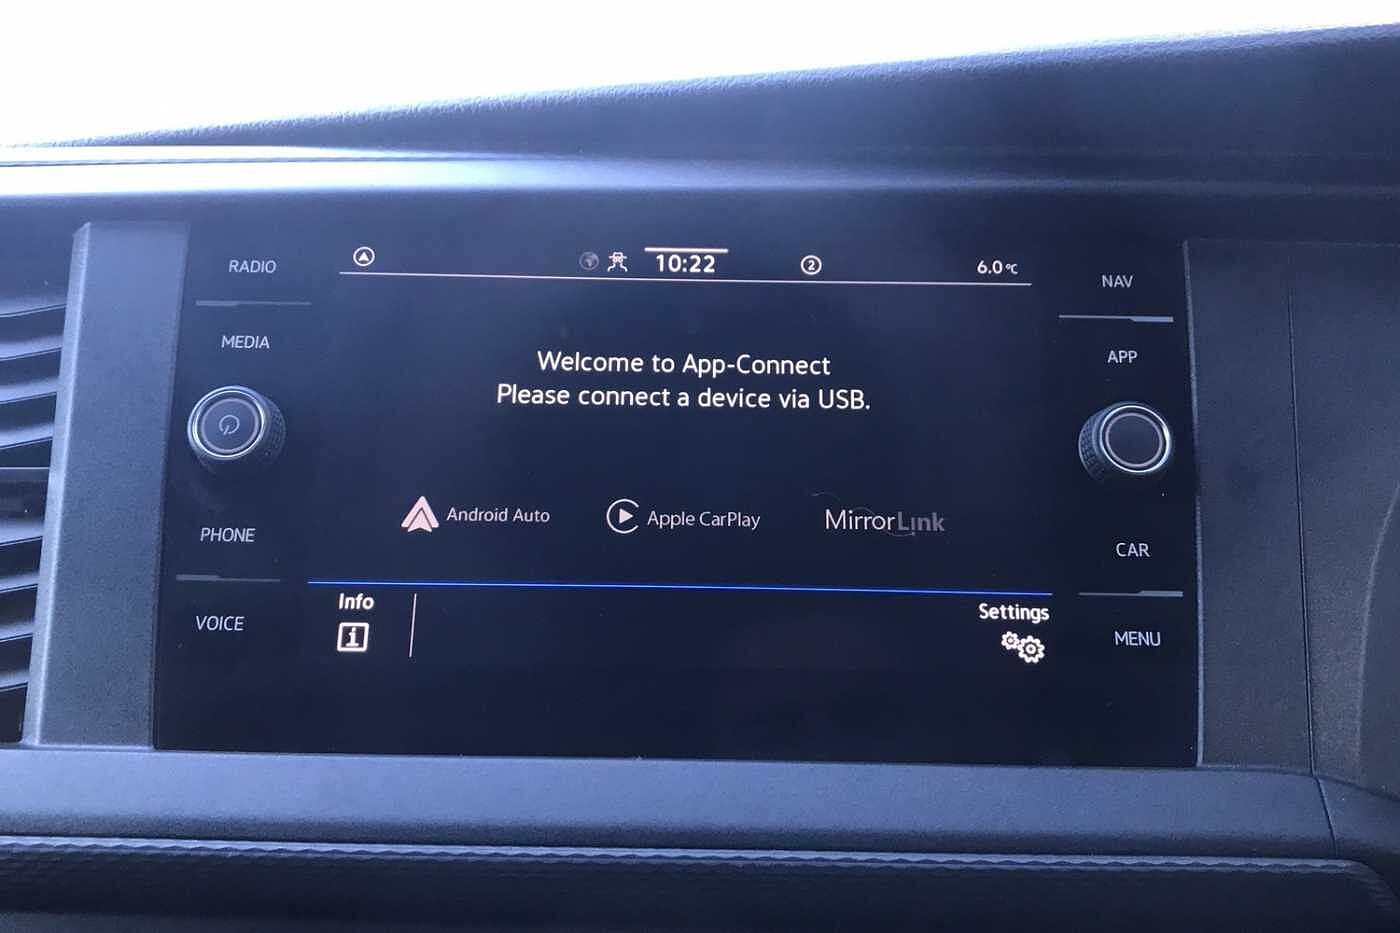 RADIO
MEDIA
PHONE
VOICE
10:22
2
6.0 °C
Welcome to App-Connect
Please connect a device via USB.
Android Auto
Apple CarPlay
MirrorLink
Info
i
Settings
NAV
APP
CAR
MENU